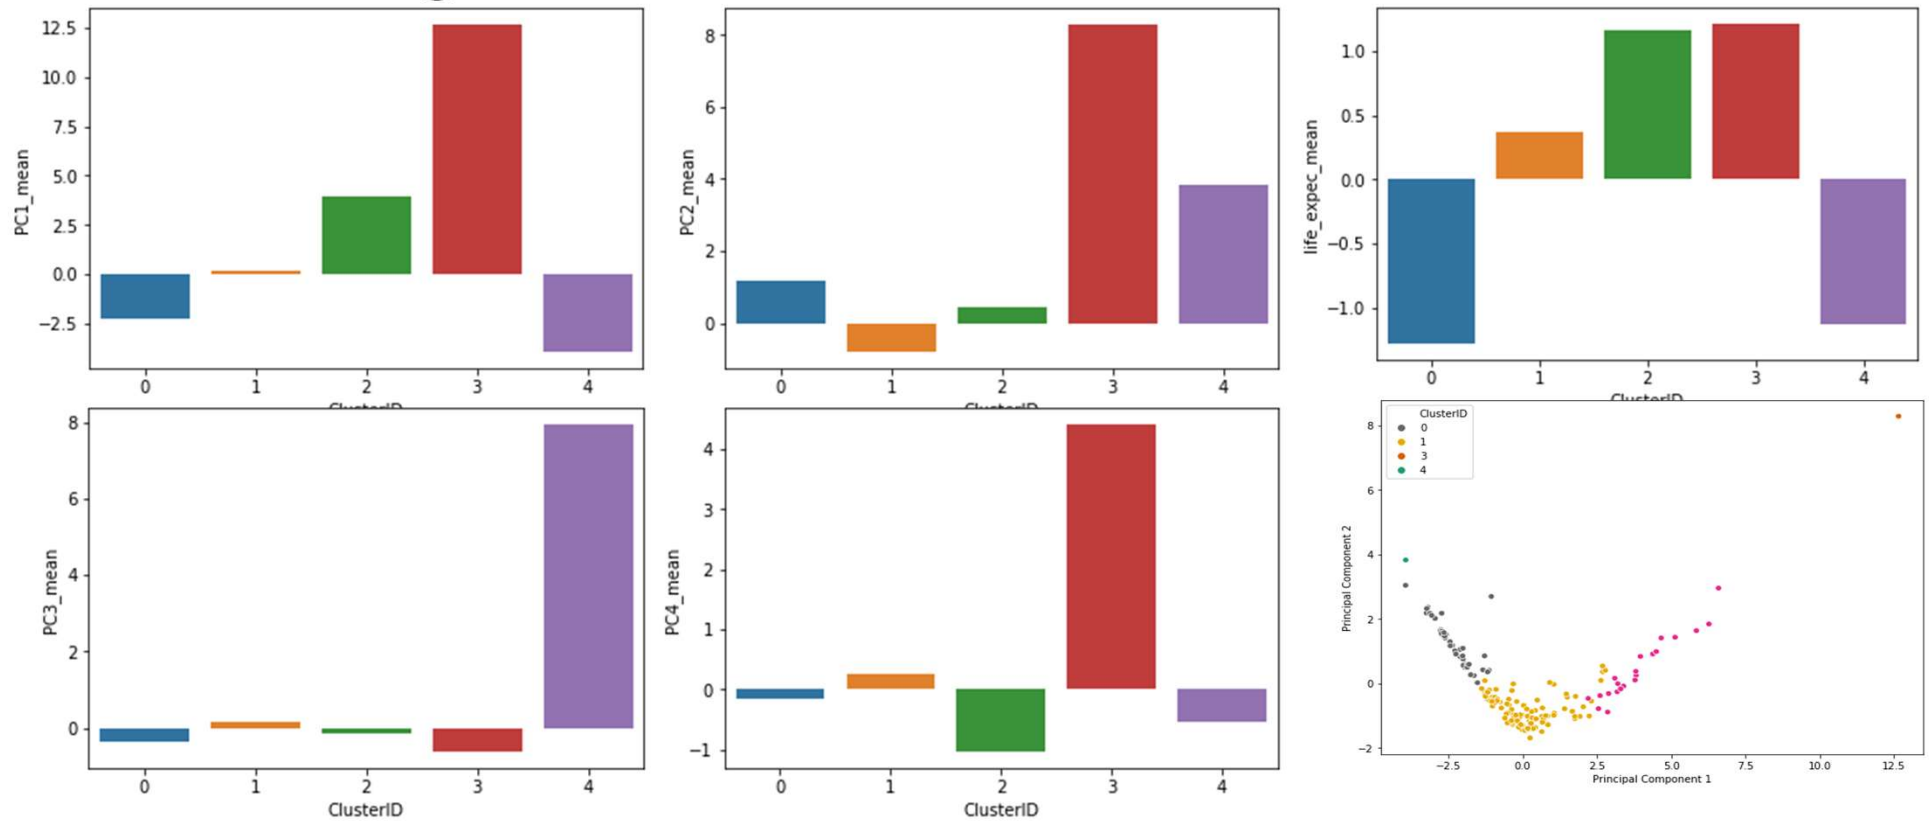 12.5
10.0
7.5
5.0
2.5
0.0
−2.5
PC1_mean
0 1 2 3 4
ClusterID
8
6
4
2
0
PC2_mean
0 1 2 3 4
ClusterID
1.0
0.5
0.0
−0.5
−1.0
life_expec_mean
0 1 2 3 4
ClusterID
8
6
4
2
0
PC3_mean
0 1 2 3 4
ClusterID
4
3
2
1
0
−1
PC4_mean
0 1 2 3 4
ClusterID
ClusterID
0
1
3
4
8
6
4
2
0
−2
Principal Component 2
−2.5 0.0 2.5 5.0 7.5 10.0 12.5
Principal Component 1